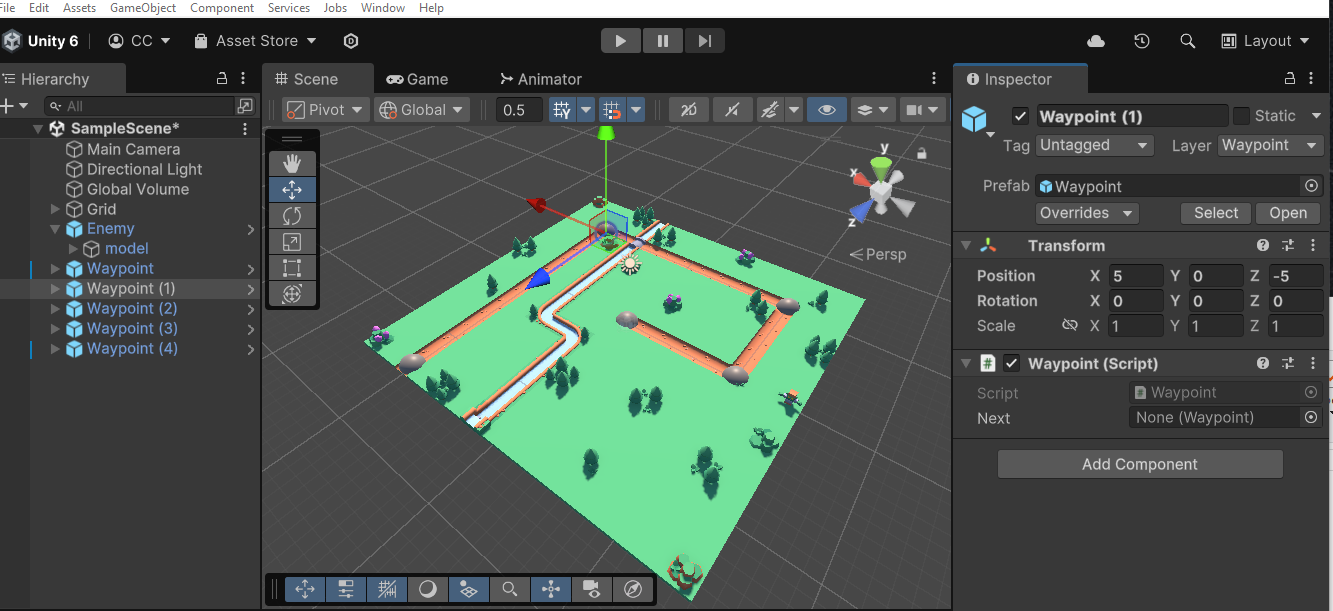 File Edit Assets GameObject Component Services Jobs Window Help
Unity 6 CC Asset Store Layout
Hierarchy Scene Game Animator Inspector
All Pivot Global 0.5 2D
SampleScene*
Main Camera
Directional Light
Global Volume
Grid
Enemy
model
Waypoint
Waypoint (1)
Waypoint (2)
Waypoint (3)
Waypoint (4)
y
x
z
Persp
Waypoint (1) Static
Tag Untagged Layer Waypoint
Prefab Waypoint
Overrides Select Open
Transform
Position X 5 Y 0 Z -5
Rotation X 0 Y 0 Z 0
Scale X 1 Y 1 Z 1
# Waypoint (Script)
Script Waypoint
Next None (Waypoint)
Add Component